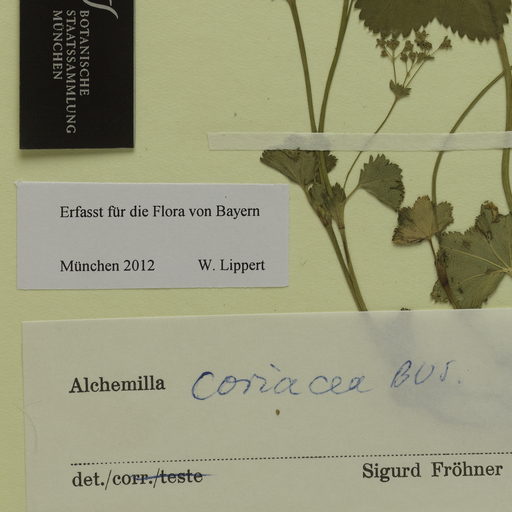 BOTANISCHE
STAATSSAMMLUNG
MÜNCHEN
Erfasst für die Flora von Bayern
München 2012 W. Lippert
Alchemilla coriacea BUS.
det./corr./teste Sigurd Fröhner